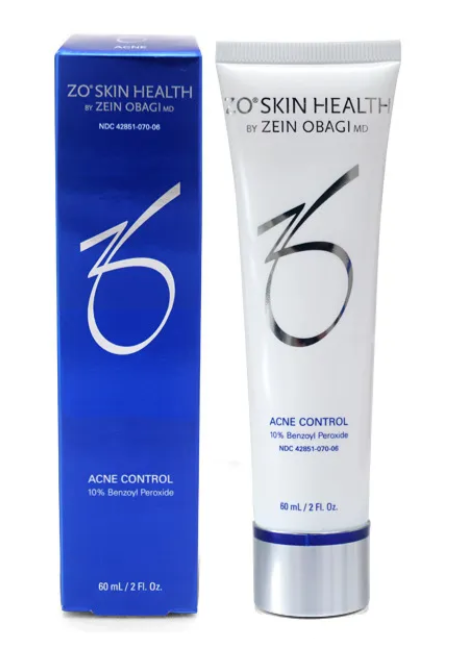 ACNE
ZO® SKIN HEALTH
BY ZEIN OBAGI MD
NDC 42851-070-06
ACNE CONTROL
10% Benzoyl Peroxide
60 mL / 2 Fl. Oz.
ZO® SKIN HEALTH
BY ZEIN OBAGI MD
ACNE CONTROL
10% Benzoyl Peroxide
NDC 42851-070-06
60 mL / 2 Fl. Oz.